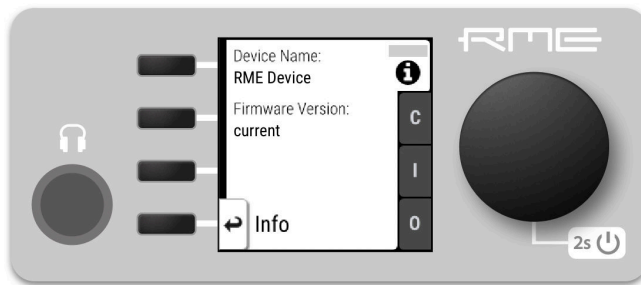 RME
Device Name:
RME Device
Firmware Version:
current
C
I
Info
O
2s